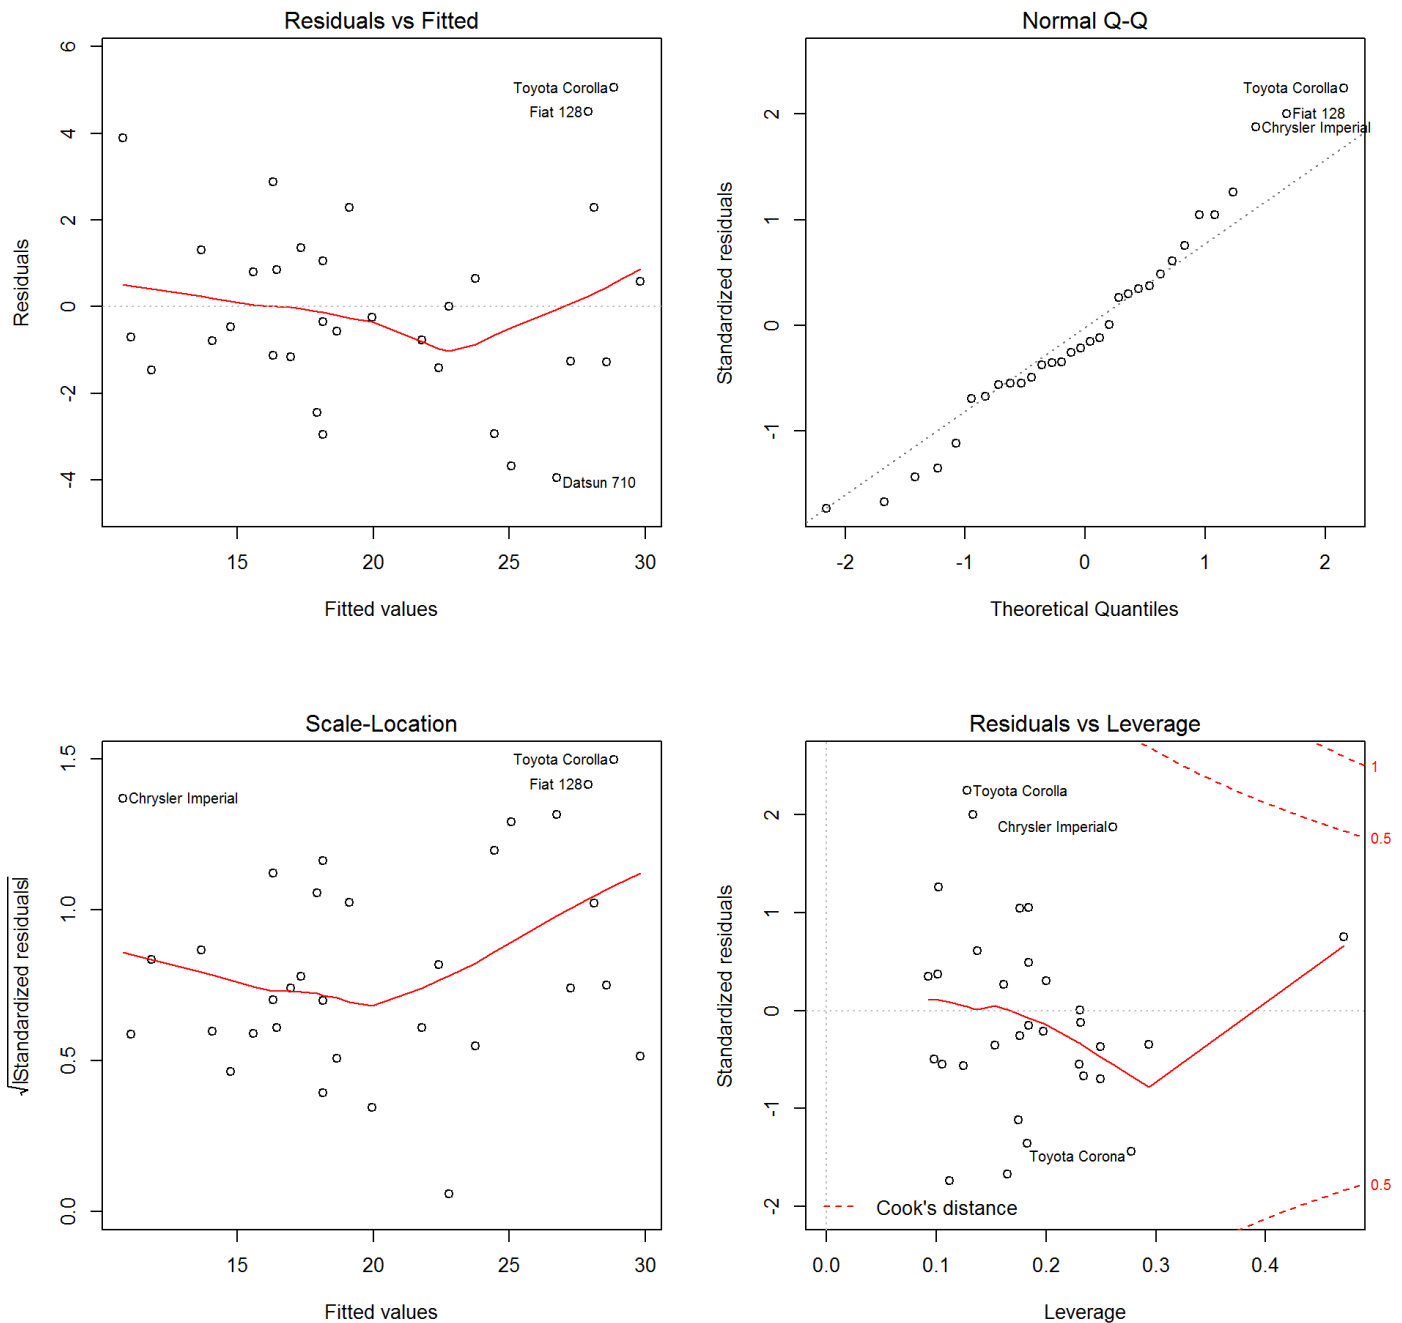 Residuals vs Fitted
Residuals
6
4
2
0
-2
-4
Toyota Corolla
Fiat 128
Datsun 710
15 20 25 30
Fitted values
Normal Q-Q
Standardized residuals
2
1
0
-1
Toyota Corolla
Fiat 128
Chrysler Imperial
-2 -1 0 1 2
Theoretical Quantiles
Scale-Location
√|Standardized residuals|
1.5
1.0
0.5
0.0
Toyota Corolla
Fiat 128
Chrysler Imperial
15 20 25 30
Fitted values
Residuals vs Leverage
Standardized residuals
2
1
0
-1
-2
1
0.5
0.5
Toyota Corolla
Chrysler Imperial
Toyota Corona
Cook's distance
0.0 0.1 0.2 0.3 0.4
Leverage